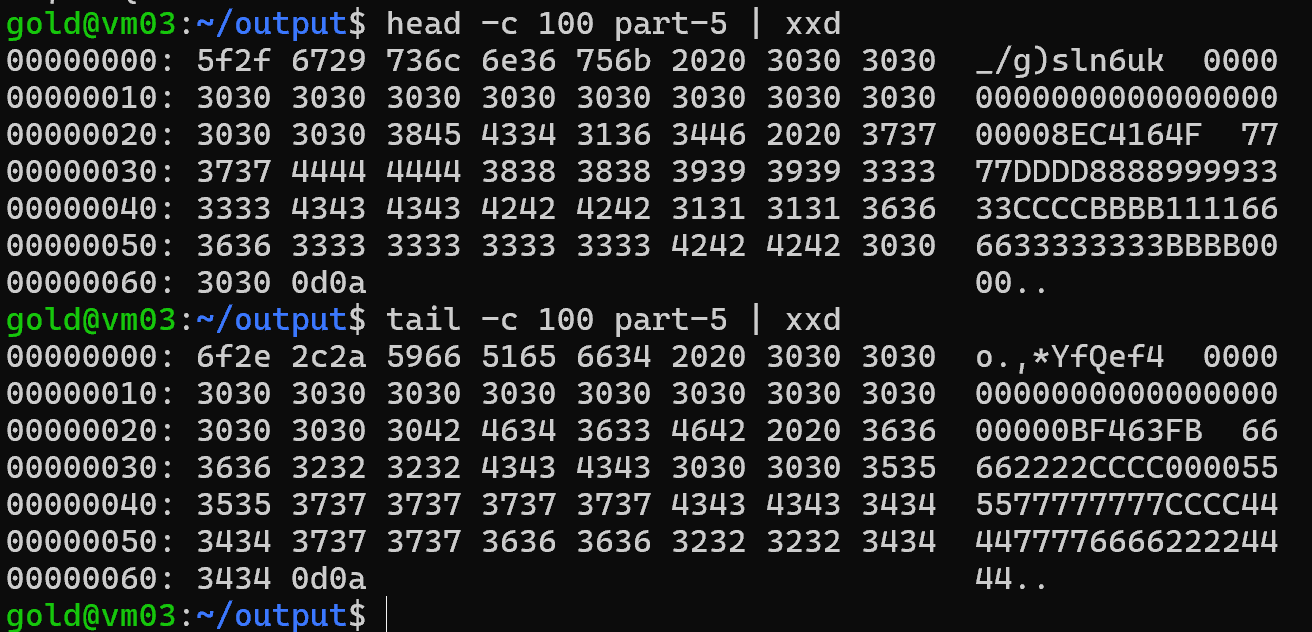 gold@vm03:~/output$ head -c 100 part-5 | xxd
00000000: 5f2f 6729 736c 6e36 756b 2020 3030 3030  _/g)sln6uk  0000
00000010: 3030 3030 3030 3030 3030 3030 3030 3030  0000000000000000
00000020: 3030 3030 3845 4334 3136 3446 2020 3737  00008EC4164F  77
00000030: 3737 4444 4444 3838 3838 3939 3939 3333  77DDDD8888999933
00000040: 3333 4343 4343 4242 4242 3131 3131 3636  33CCCCBBBB111166
00000050: 3636 3333 3333 3333 3333 4242 4242 3030  6633333333BBBB00
00000060: 3030 0d0a                                00..
gold@vm03:~/output$ tail -c 100 part-5 | xxd
00000000: 6f2e 2c2a 5966 5165 6634 2020 3030 3030  o.,*YfQef4  0000
00000010: 3030 3030 3030 3030 3030 3030 3030 3030  0000000000000000
00000020: 3030 3030 3042 4634 3633 4642 2020 3636  00000BF463FB  66
00000030: 3636 3232 3232 4343 4343 3030 3030 3535  662222CCCC000055
00000040: 3535 3737 3737 3737 3737 4343 4343 3434  5577777777CCCC44
00000050: 3434 3737 3737 3636 3636 3232 3232 3434  4477776666222244
00000060: 3434 0d0a                                44..
gold@vm03:~/output$